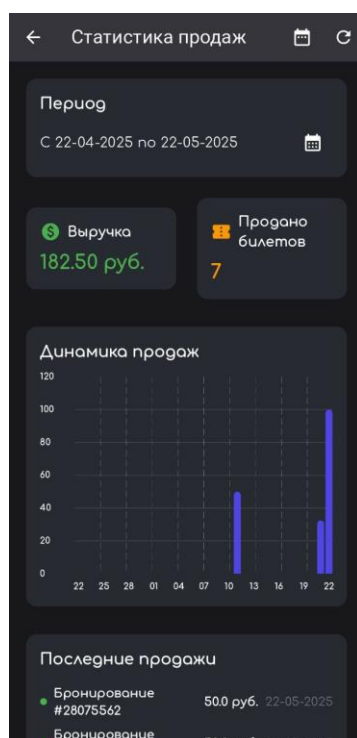 Статистика продаж
Период
С 22-04-2025 по 22-05-2025
Выручка
182.50 руб.
Продано
билетов
7
Динамика продаж
120
100
80
60
40
20
0
22 25 28 01 04 07 10 13 16 19 22
Последние продажи
Бронирование
#28075562
50.0 руб. 22-05-2025
Бронирование